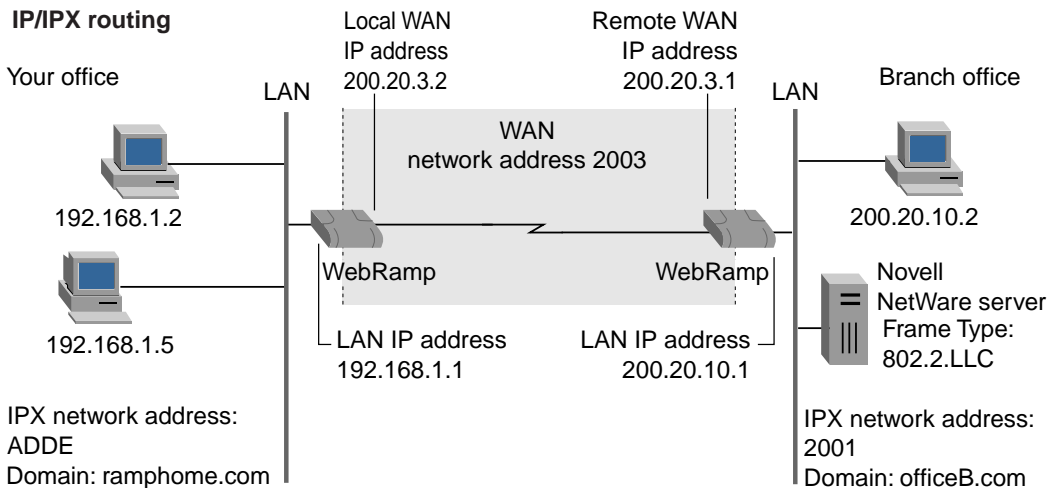 IP/IPX routing
Local WAN
IP address
200.20.3.2
Remote WAN
IP address
200.20.3.1
Your office
LAN
LAN
Branch office
WAN
network address 2003
192.168.1.2
200.20.10.2
WebRamp
WebRamp
Novell
NetWare server
Frame Type:
802.2.LLC
192.168.1.5
LAN IP address
192.168.1.1
LAN IP address
200.20.10.1
IPX network address:
ADDE
Domain: ramphome.com
IPX network address:
2001
Domain: officeB.com